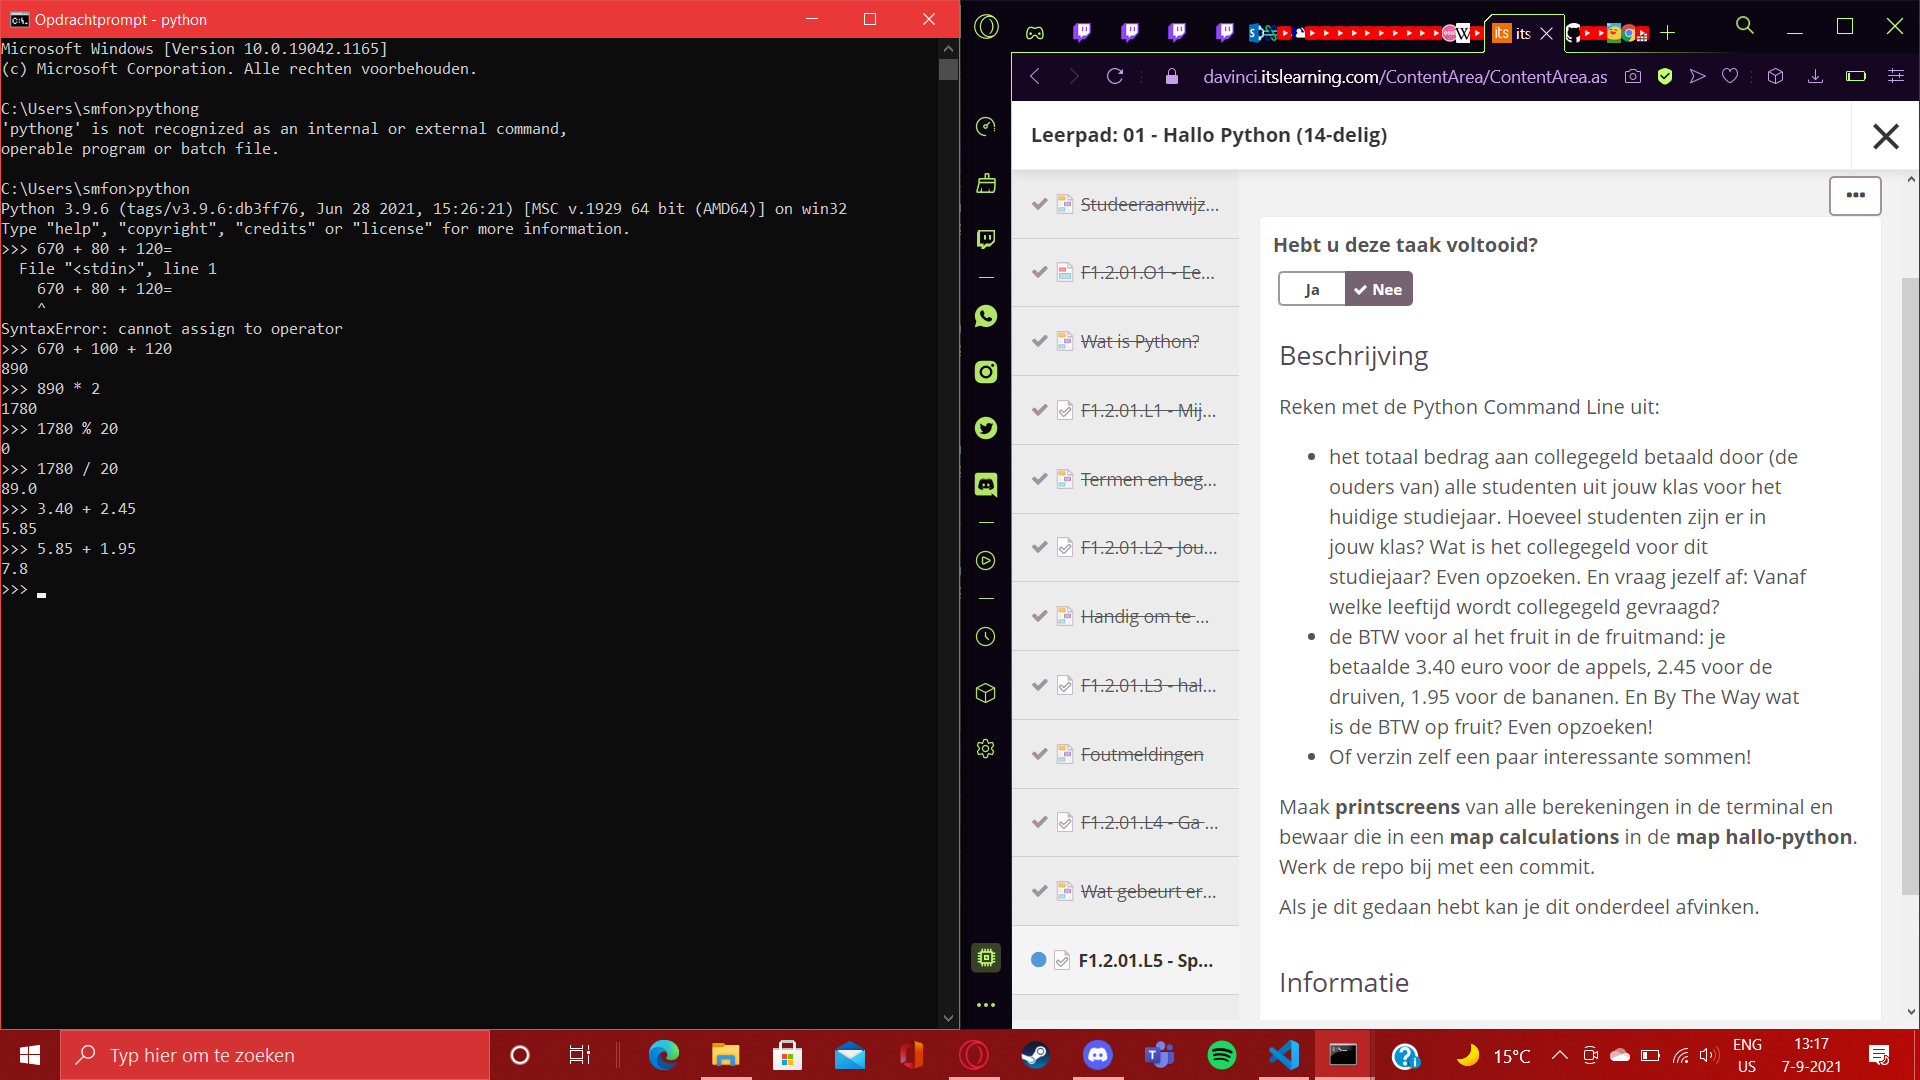 Opdrachtprompt - python
Microsoft Windows [Version 10.0.19042.1165]
(c) Microsoft Corporation. Alle rechten voorbehouden.
C:\Users\smfon>pythong
'pythong' is not recognized as an internal or external command,
operable program or batch file.
C:\Users\smfon>python
Python 3.9.6 (tags/v3.9.6:db3ff76, Jun 28 2021, 15:26:21) [MSC v.1929 64 bit (AMD64)] on win32
Type "help", "copyright", "credits" or "license" for more information.
>>> 670 + 80 + 120=
  File "<stdin>", line 1
    670 + 80 + 120=
    ^
SyntaxError: cannot assign to operator
>>> 670 + 100 + 120
890
>>> 890 * 2
1780
>>> 1780 % 20
0
>>> 1780 / 20
89.0
>>> 3.40 + 2.45
5.85
>>> 5.85 + 1.95
7.8
>>>
its its
davinci.itslearning.com/ContentArea/ContentArea.as
Leerpad: 01 - Hallo Python (14-delig)
Studeeraanwijz...
F1.2.01.O1 - Ee...
Wat is Python?
F1.2.01.L1 - Mij...
Termen en beg...
F1.2.01.L2 - Jou...
Handig om te ...
F1.2.01.L3 - hal...
Foutmeldingen
F1.2.01.L4 - Ga ...
Wat gebeurt er...
F1.2.01.L5 - Sp...
Hebt u deze taak voltooid?
Ja Nee
Beschrijving
Reken met de Python Command Line uit:
• het totaal bedrag aan collegegeld betaald door (de
ouders van) alle studenten uit jouw klas voor het
huidige studiejaar. Hoeveel studenten zijn er in
jouw klas? Wat is het collegegeld voor dit
studiejaar? Even opzoeken. En vraag jezelf af: Vanaf
welke leeftijd wordt collegegeld gevraagd?
• de BTW voor al het fruit in de fruitmand: je
betaalde 3.40 euro voor de appels, 2.45 voor de
druiven, 1.95 voor de bananen. En By The Way wat
is de BTW op fruit? Even opzoeken!
• Of verzin zelf een paar interessante sommen!
Maak printscreens van alle berekeningen in de terminal en
bewaar die in een map calculations in de map hallo-python.
Werk de repo bij met een commit.
Als je dit gedaan hebt kan je dit onderdeel afvinken.
Informatie
Typ hier om te zoeken
15°C
ENG
US
13:17
7-9-2021